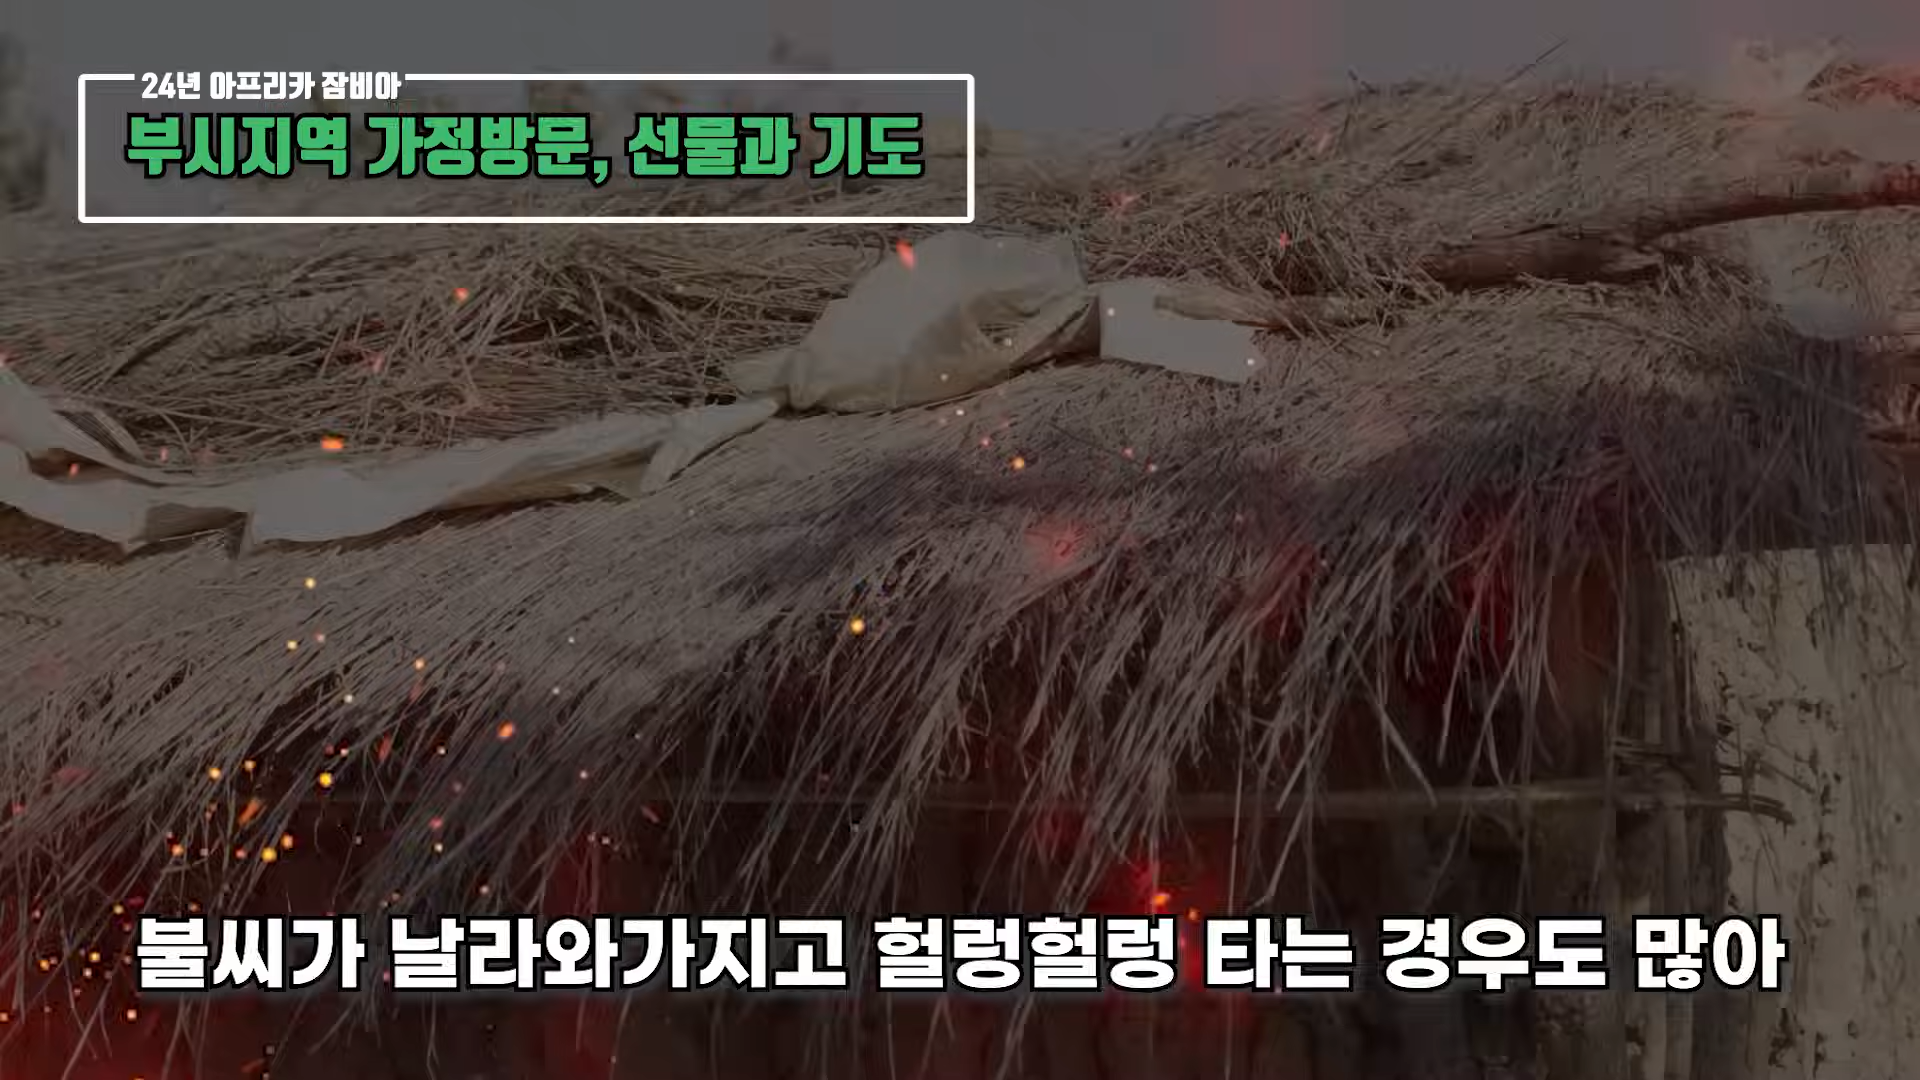 24년 아프리카 잠비아
부시지역 가정방문, 선물과 기도
불씨가 날라와가지고 헐렁헐렁 타는 경우도 많아